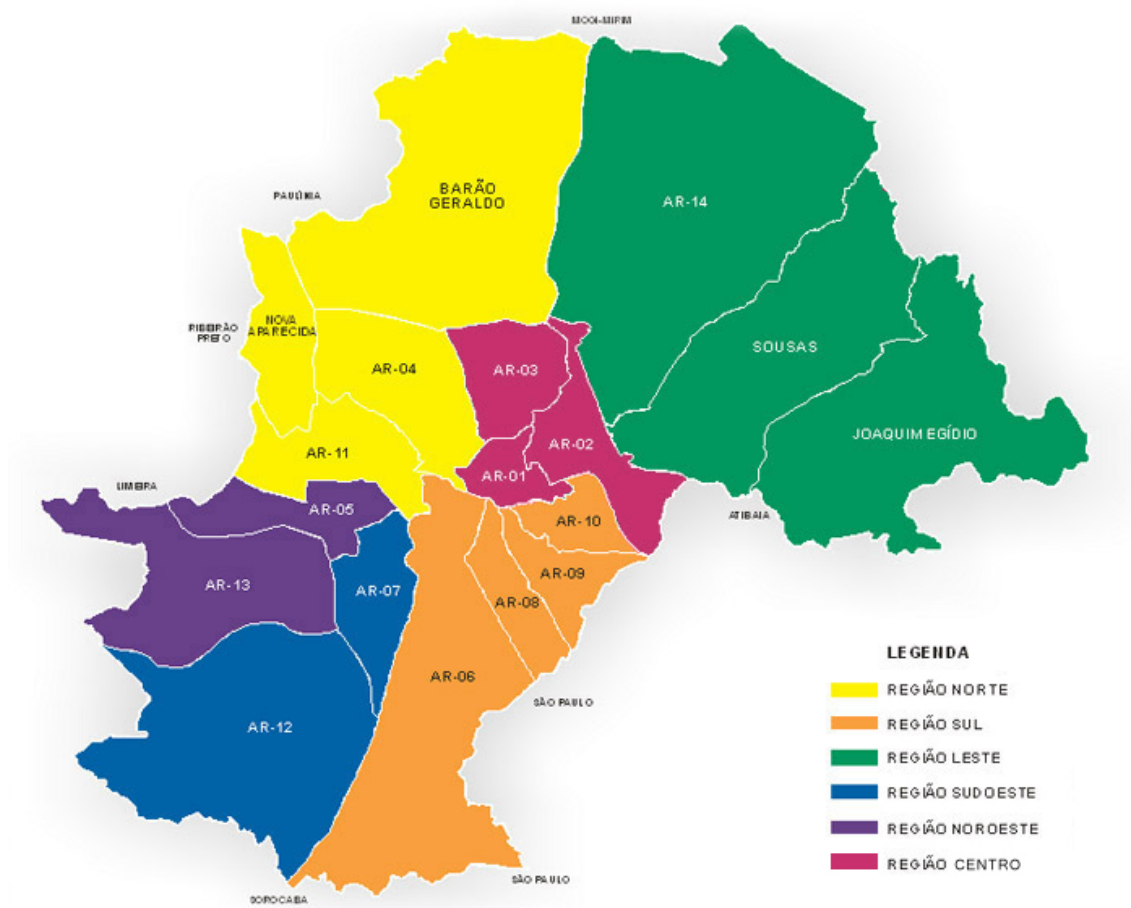 MOGI-MIRIM
BARÃO
GERALDO
PAULÍNIA
AR-14
NOVA
APARECIDA
RIBEIRÃO
PRETO
SOUSAS
AR-04
AR-03
JOAQUIM EGÍDIO
AR-02
AR-11
AR-01
LIMEIRA
AR-05
ATIBAIA
AR-10
AR-13
AR-07
AR-09
AR-08
AR-06
SÃO PAULO
AR-12
SÃO PAULO
SOROCABA
LEGENDA
REGIÃO NORTE
REGIÃO SUL
REGIÃO LESTE
REGIÃO SUDOESTE
REGIÃO NOROESTE
REGIÃO CENTRO